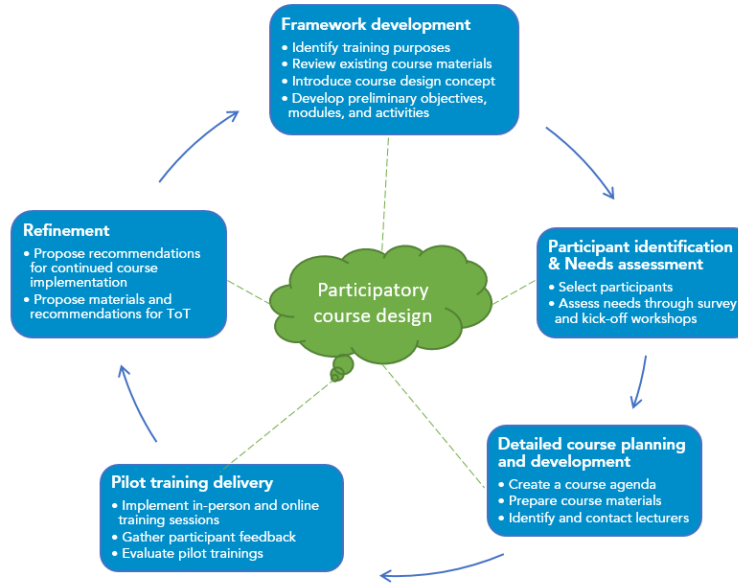 Framework development
• Identify training purposes
• Review existing course materials
• Introduce course design concept
• Develop preliminary objectives,
modules, and activities
Participant identification
& Needs assessment
• Select participants
• Assess needs through survey
and kick-off workshops
Detailed course planning
and development
• Create a course agenda
• Prepare course materials
• Identify and contact lecturers
Pilot training delivery
• Implement in-person and online
training sessions
• Gather participant feedback
• Evaluate pilot trainings
Refinement
• Propose recommendations
for continued course
implementation
• Propose materials and
recommendations for ToT
Participatory
course design